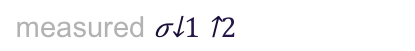 measured σ↓1 ↑2